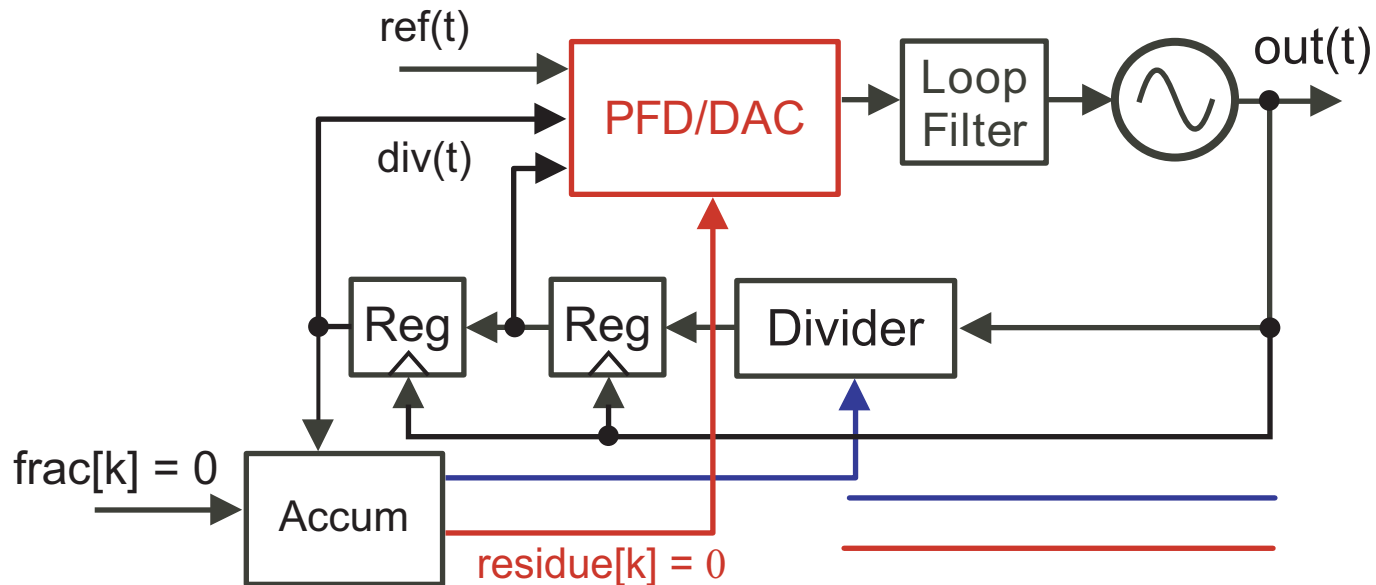 ref(t)
div(t)
PFD/DAC
Loop
Filter
out(t)
Reg
Reg
Divider
frac[k] = 0
Accum
residue[k] = 0